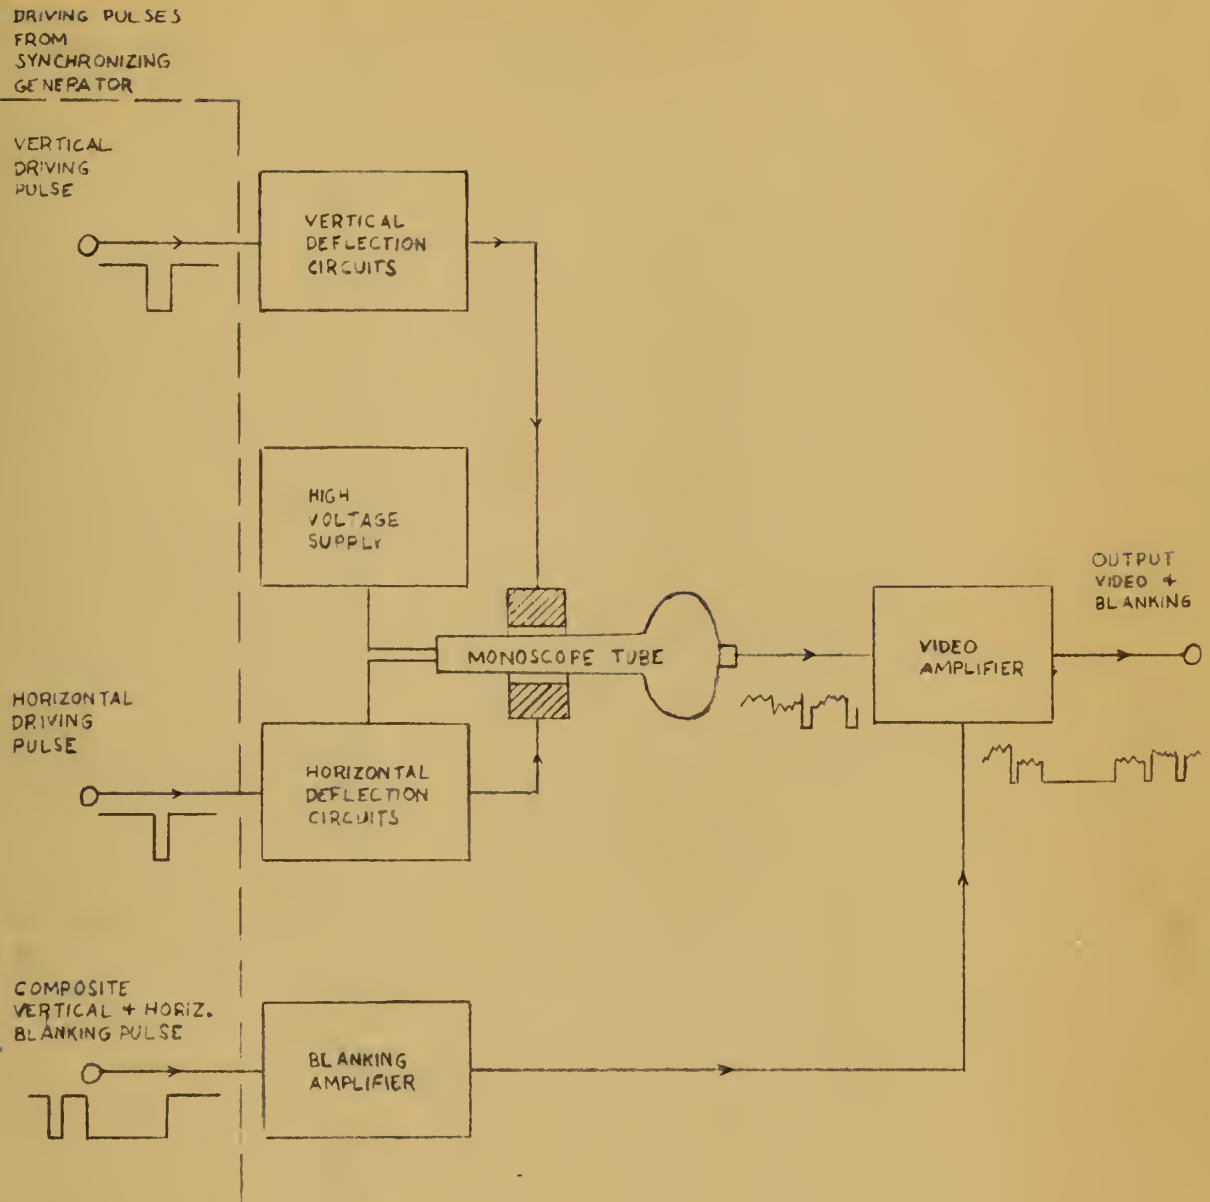 DRIVING PULSES
FROM
SYNCHRONIZING
GENERATOR
VERTICAL
DRIVING
PULSE
VERTICAL
DEFLECTION
CIRCUITS
HIGH
VOLTAGE
SUPPLY
OUTPUT
VIDEO +
BLANKING
MONOSCOPE TUBE
VIDEO
AMPLIFIER
HORIZONTAL
DRIVING
PULSE
HORIZONTAL
DEFLECTION
CIRCUITS
COMPOSITE
VERTICAL + HORIZ.
BLANKING PULSE
BLANKING
AMPLIFIER